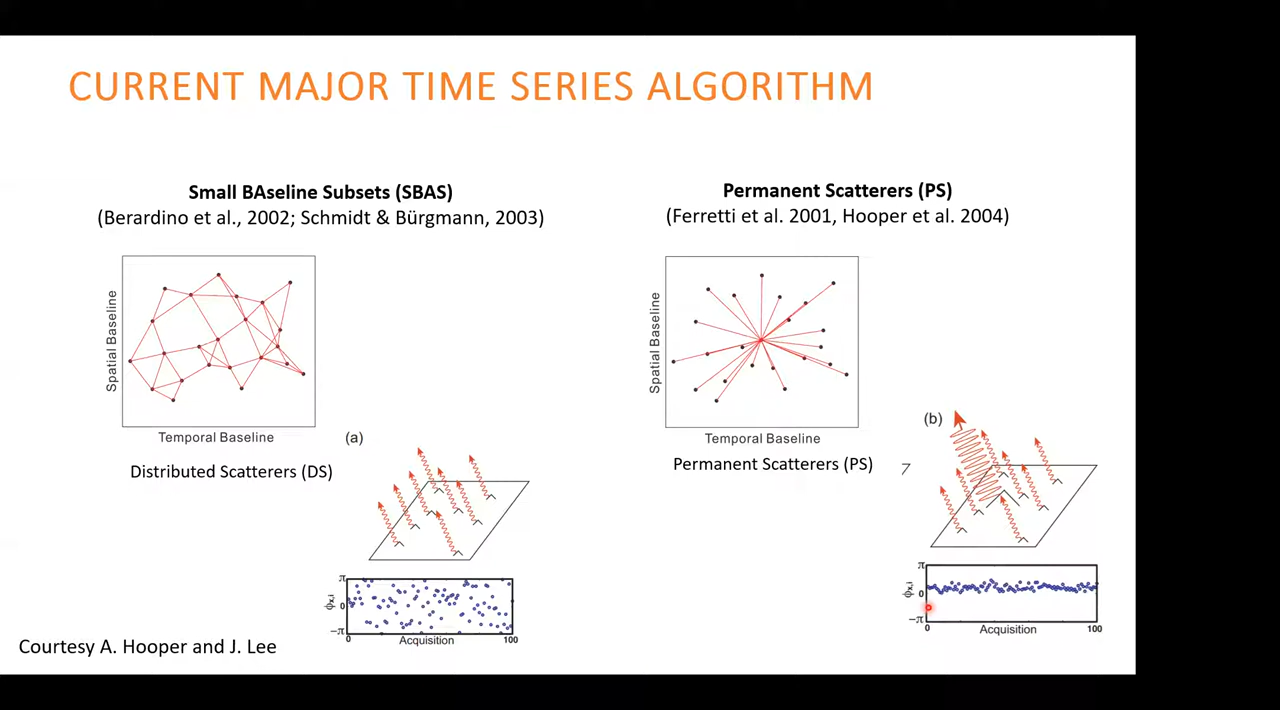 CURRENT MAJOR TIME SERIES ALGORITHM
Small BAseline Subsets (SBAS)
(Berardino et al., 2002; Schmidt & Bürgmann, 2003)
Spatial Baseline
Temporal Baseline
(a)
Distributed Scatterers (DS)
π
0
−π
ϕx,i
0
100
Acquisition
Permanent Scatterers (PS)
(Ferretti et al. 2001, Hooper et al. 2004)
Spatial Baseline
Temporal Baseline
(b)
Permanent Scatterers (PS)
π
0
−π
ϕx,i
0
100
Acquisition
Courtesy A. Hooper and J. Lee